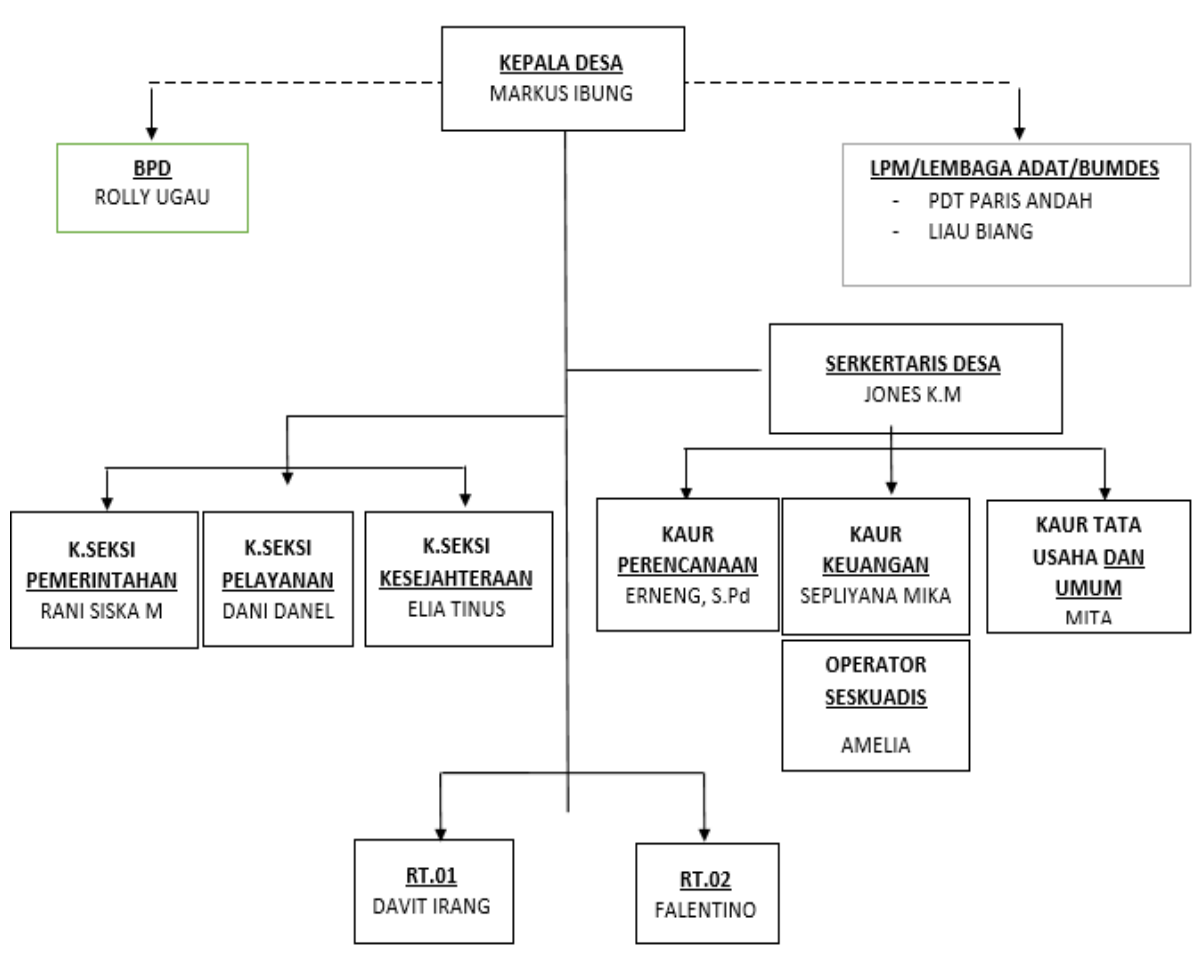 KEPALA DESA
MARKUS IBUNG
BPD
ROLLY UGAU
LPM/LEMBAGA ADAT/BUMDES
- PDT PARIS ANDAH
- LIAU BIANG
SERKERTARIS DESA
JONES K.M
K.SEKSI
PEMERINTAHAN
RANI SISKA M
K.SEKSI
PELAYANAN
DANI DANEL
K.SEKSI
KESEJAHTERAAN
ELIA TINUS
KAUR
PERENCANAAN
ERNENG, S.Pd
KAUR
KEUANGAN
SEPLIYANA MIKA
KAUR TATA
USAHA DAN
UMUM
MITA
OPERATOR
SESKUADIS
AMELIA
RT.01
DAVIT IRANG
RT.02
FALENTINO